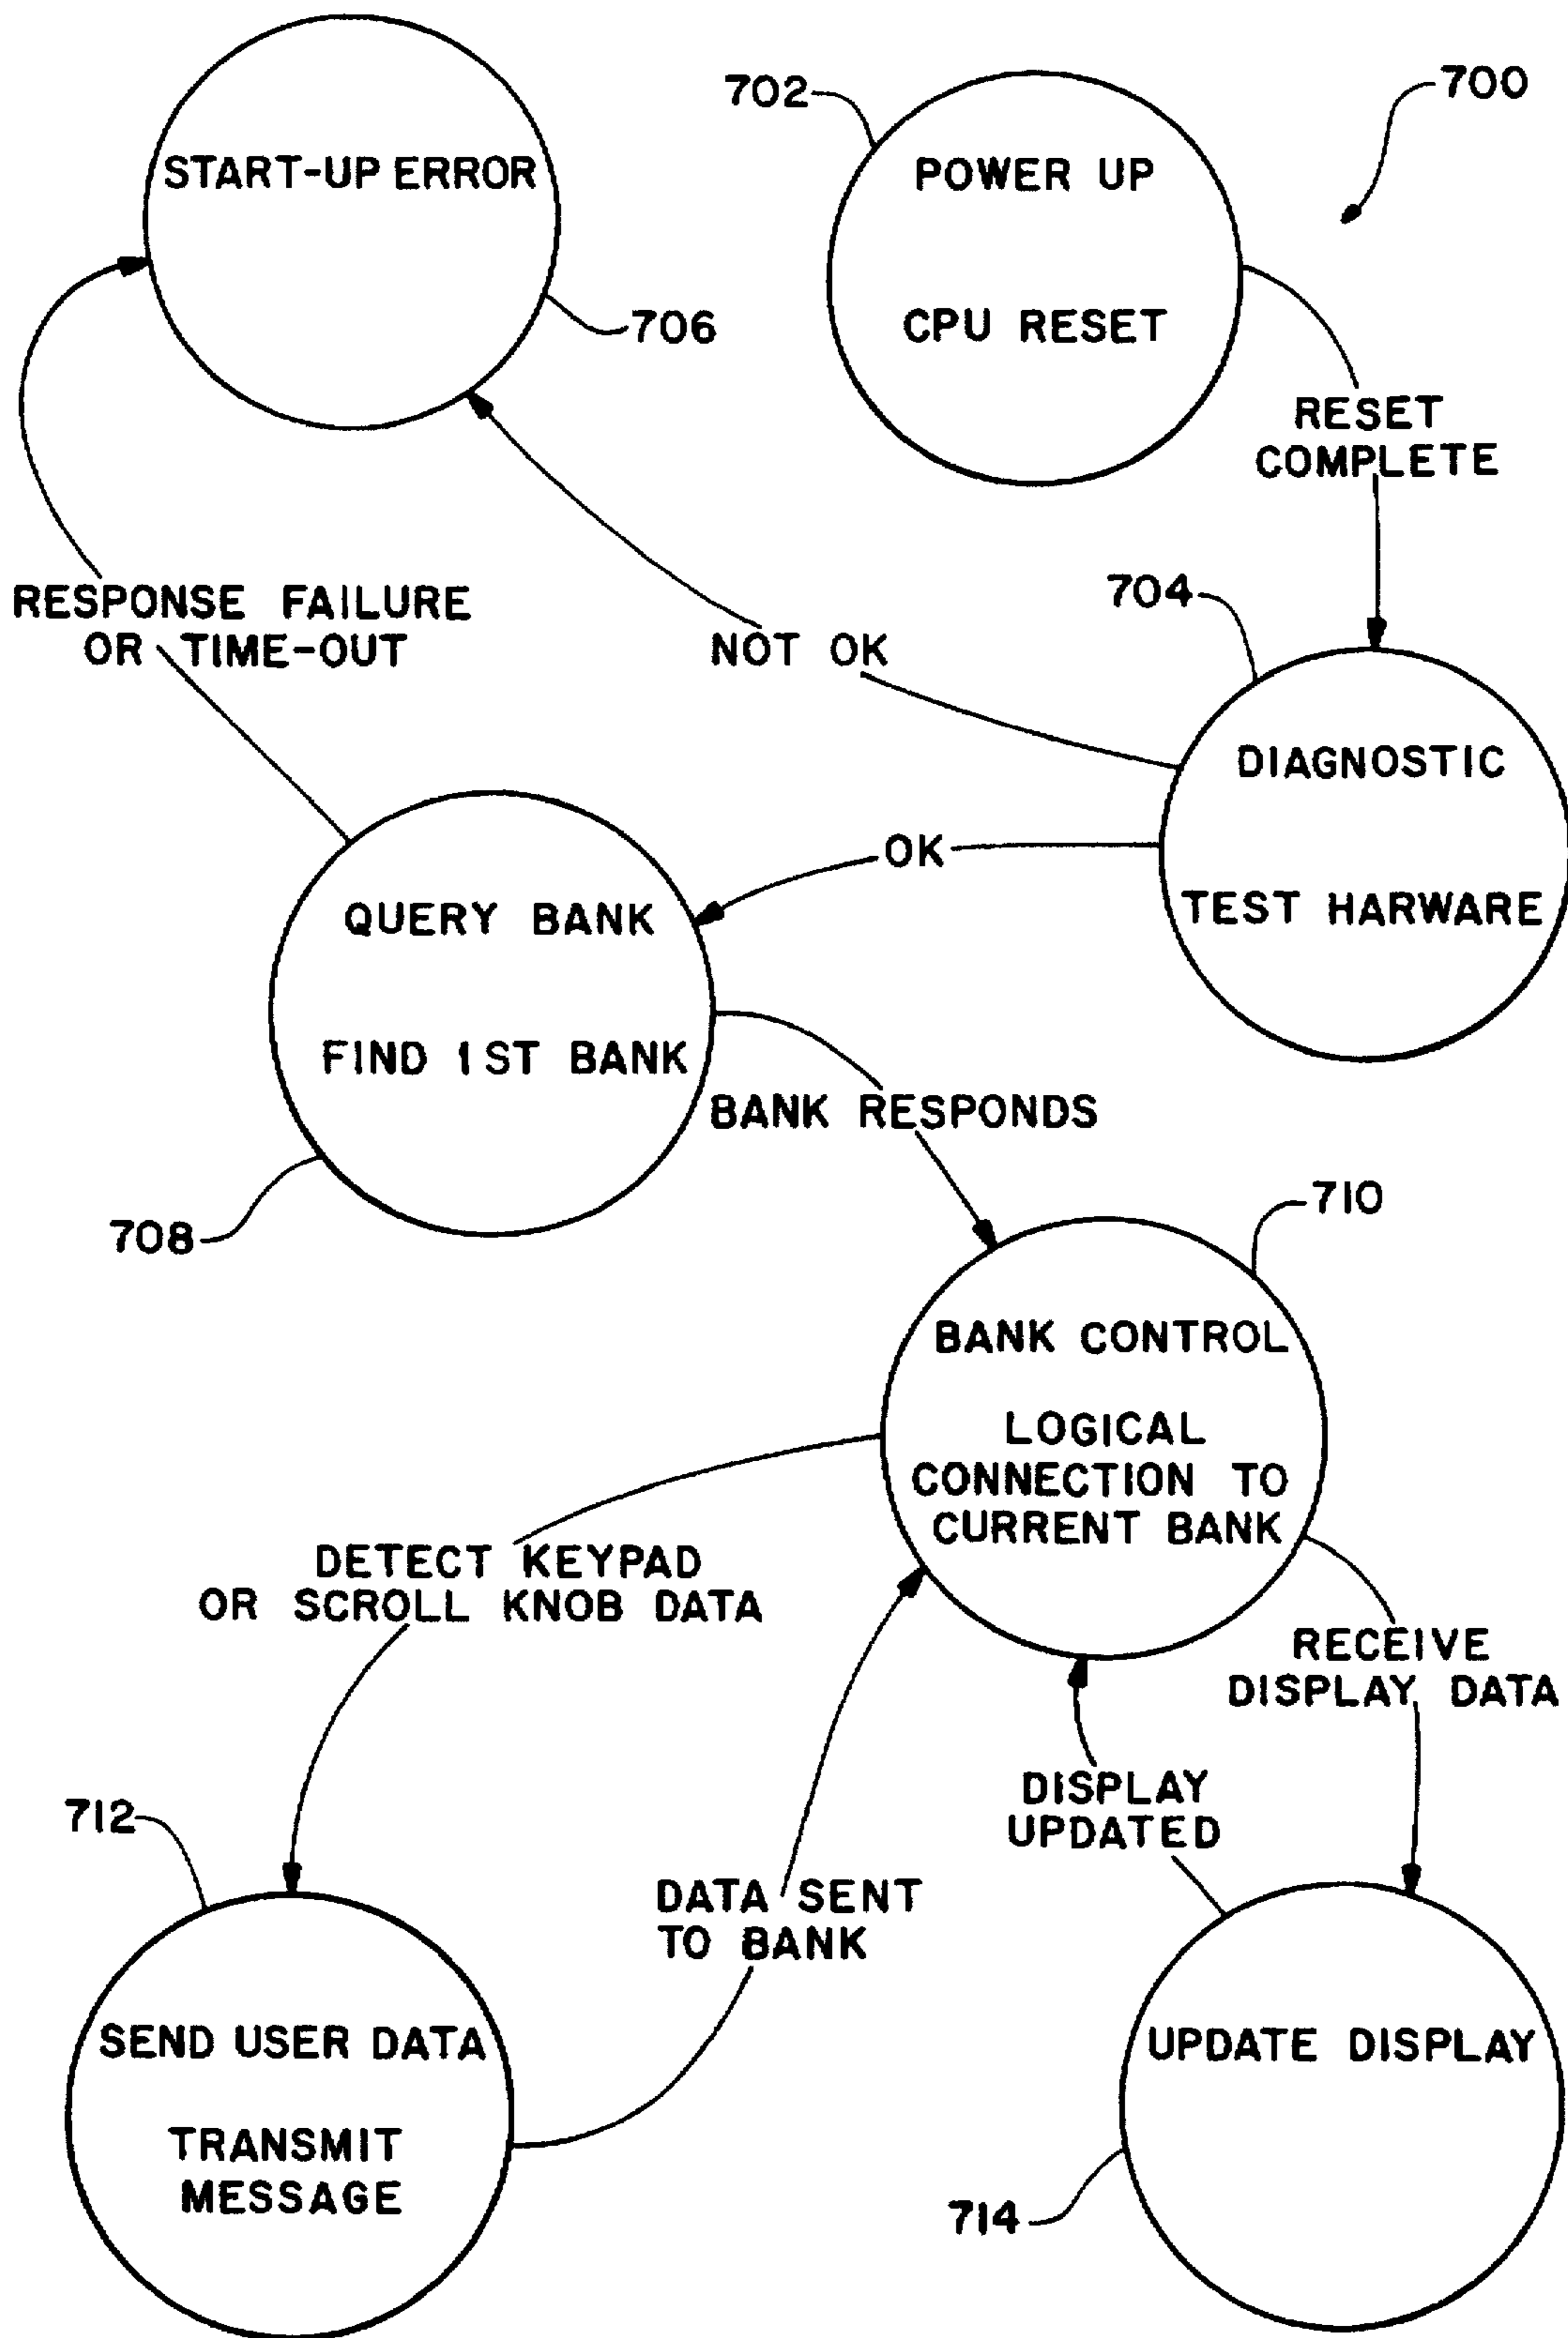 702
700
START-UP ERROR
POWER UP
CPU RESET
706
RESET
COMPLETE
704
RESPONSE FAILURE
OR TIME-OUT
NOT OK
DIAGNOSTIC
TEST HARWARE
OK
QUERY BANK
FIND 1ST BANK
BANK RESPONDS
708
710
BANK CONTROL
LOGICAL
CONNECTION TO
CURRENT BANK
DETECT KEYPAD
OR SCROLL KNOB DATA
RECEIVE
DISPLAY DATA
DISPLAY
UPDATED
712
DATA SENT
TO BANK
SEND USER DATA
TRANSMIT
MESSAGE
UPDATE DISPLAY
714